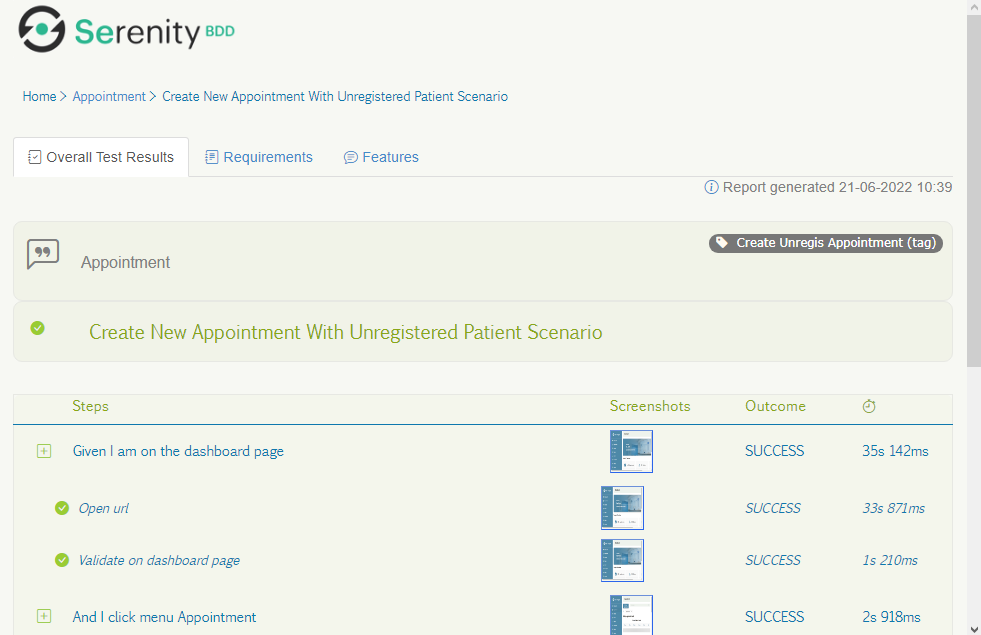 Serenity BDD
Home > Appointment > Create New Appointment With Unregistered Patient Scenario
Overall Test Results Requirements Features
Report generated 21-06-2022 10:39
Create Unregis Appointment (tag)
Appointment
Create New Appointment With Unregistered Patient Scenario
Steps Screenshots Outcome
Given I am on the dashboard page SUCCESS 35s 142ms
Open url SUCCESS 33s 871ms
Validate on dashboard page SUCCESS 1s 210ms
And I click menu Appointment SUCCESS 2s 918ms